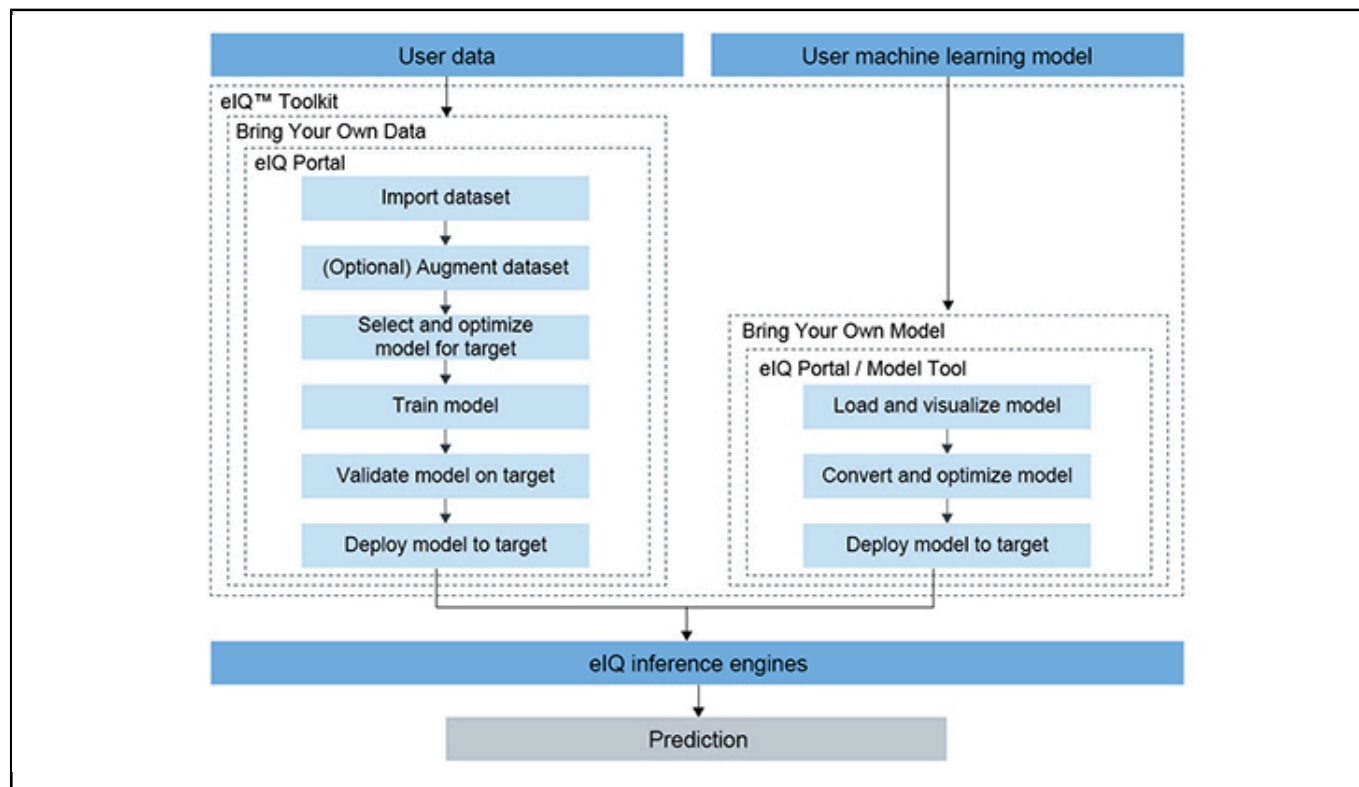 User data
User machine learning model
eIQ™ Toolkit
Bring Your Own Data
eIQ Portal
Import dataset
(Optional) Augment dataset
Select and optimize
model for target
Train model
Validate model on target
Deploy model to target
Bring Your Own Model
eIQ Portal / Model Tool
Load and visualize model
Convert and optimize model
Deploy model to target
eIQ inference engines
Prediction